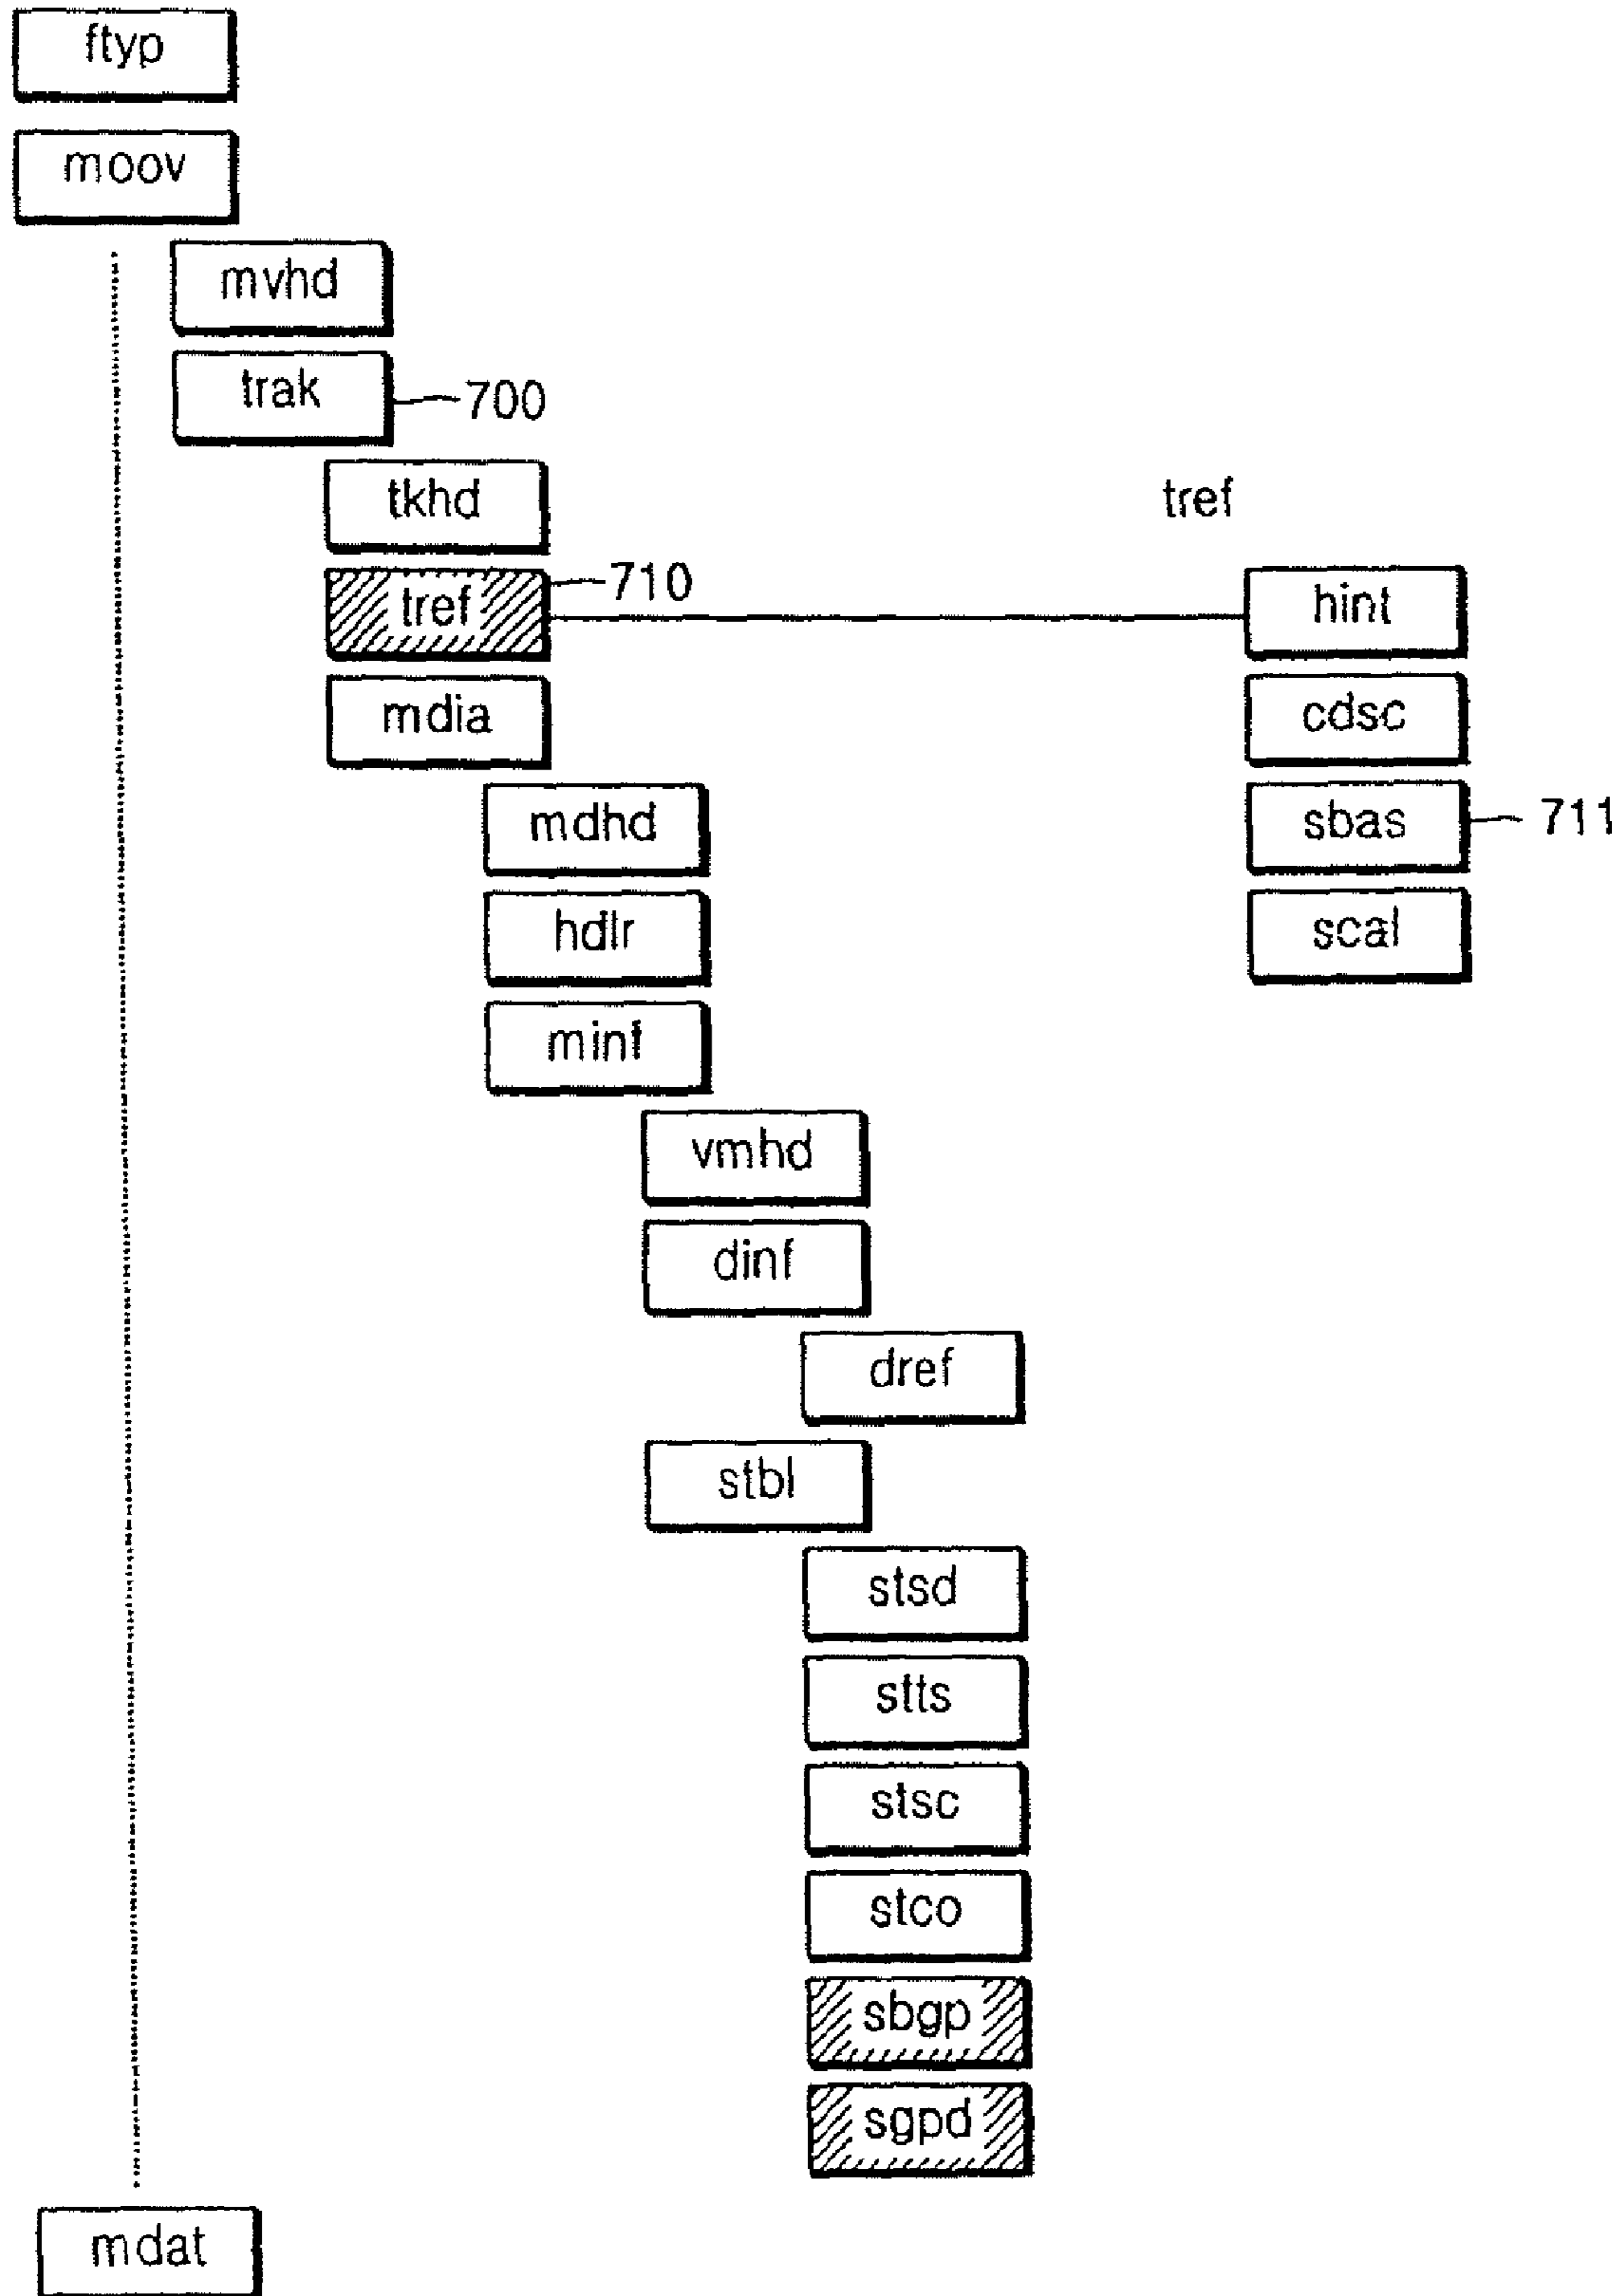 ftyp
moov
mvhd
trak 700
tkhd tref
tref 710 hint
mdia cdsc
mdhd sbas 711
hdlr scal
minf
vmhd
dinf
dref
stbl
stsd
stts
stsc
stco
sbgp
sgpd
mdat